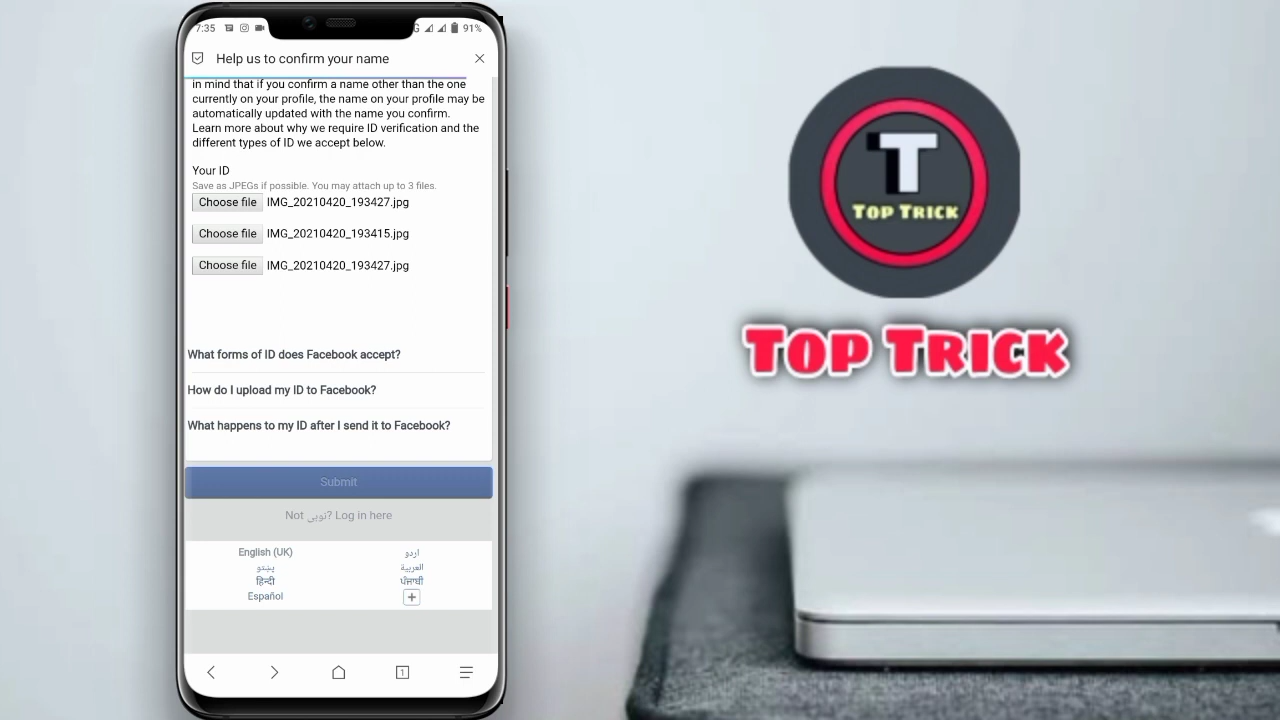 7:35
G
91%
Help us to confirm your name
in mind that if you confirm a name other than the one
currently on your profile, the name on your profile may be
automatically updated with the name you confirm.
Learn more about why we require ID verification and the
different types of ID we accept below.
Your ID
Save as JPEGs if possible. You may attach up to 3 files.
Choose file IMG_20210420_193427.jpg
Choose file IMG_20210420_193415.jpg
Choose file IMG_20210420_193427.jpg
What forms of ID does Facebook accept?
How do I upload my ID to Facebook?
What happens to my ID after I send it to Facebook?
Submit
Not نوبی? Log in here
English (UK)
اردو
پښتو
العربية
हिन्दी
ਪੰਜਾਬੀ
Español
+
1
T
TOP TRICK
TOP TRICK